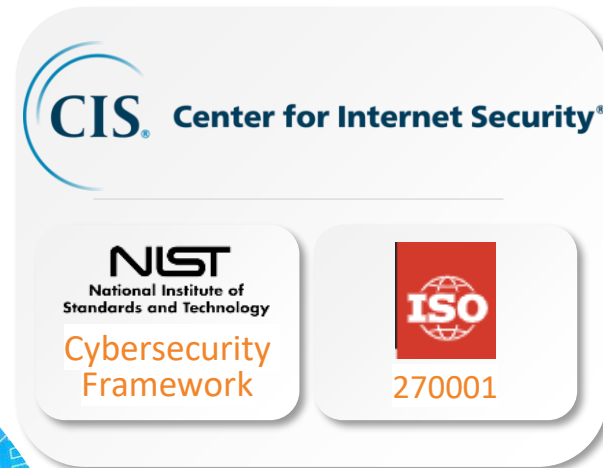 CIS® Center for Internet Security®
NIST
National Institute of
Standards and Technology
Cybersecurity
Framework
ISO
270001